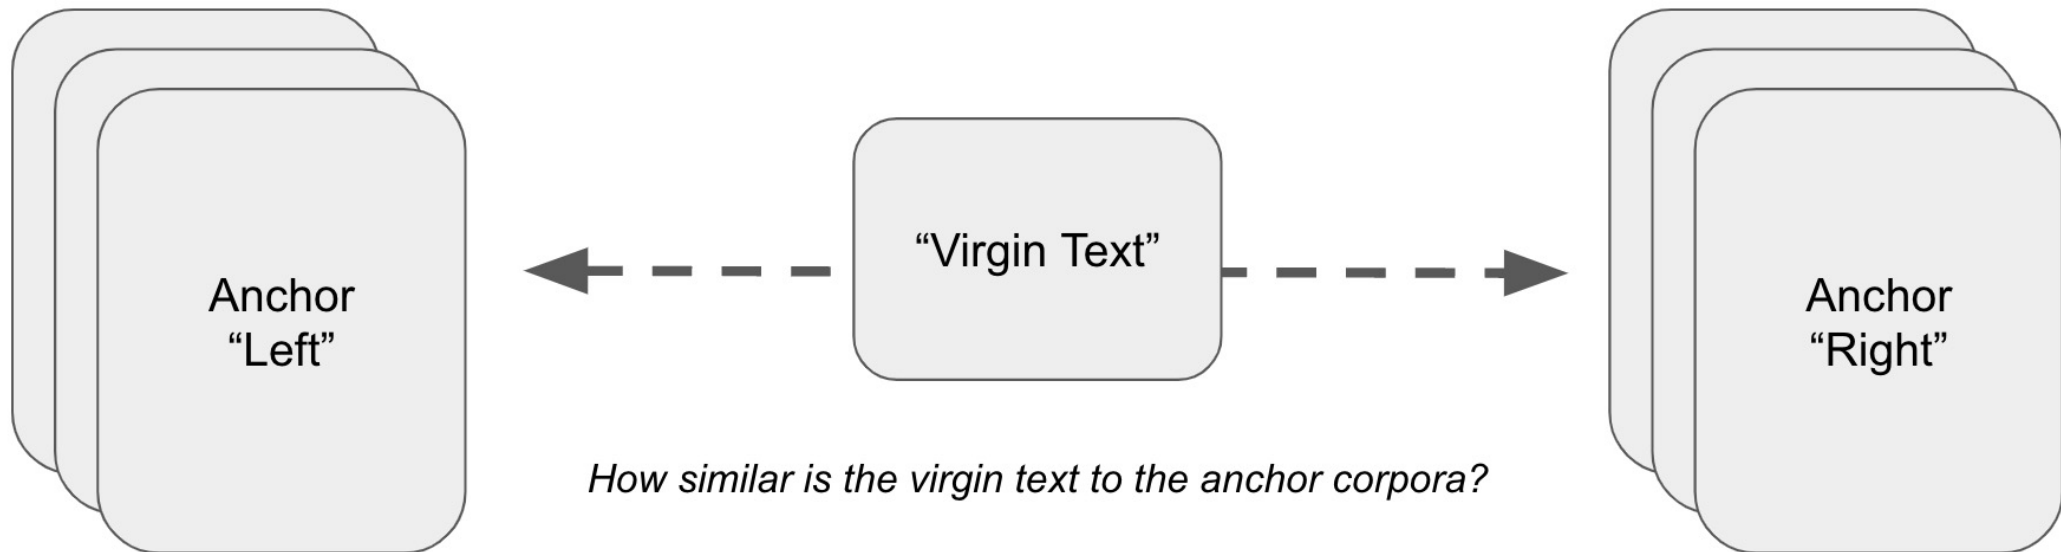 Anchor
“Left”
“Virgin Text”
Anchor
“Right”
How similar is the virgin text to the anchor corpora?